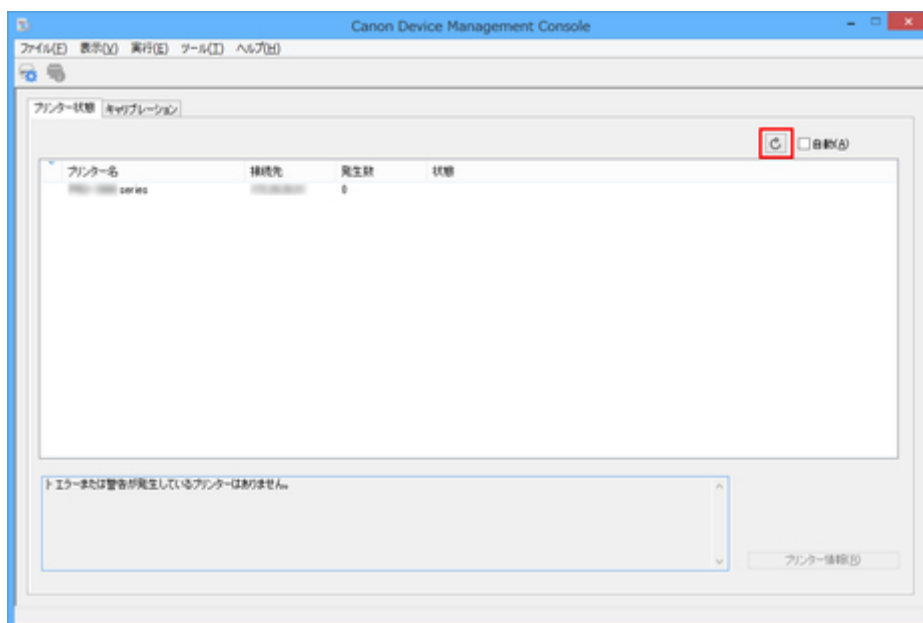 Canon Device Management Console
ファイル(F) 表示(V) 実行(E) ツール(T) ヘルプ(H)
プリンター状態 キャリブレーション
自動(A)
プリンター名 接続先 発生数 状態
series 0
エラーまたは警告が発生しているプリンターはありません。
プリンター情報(R)